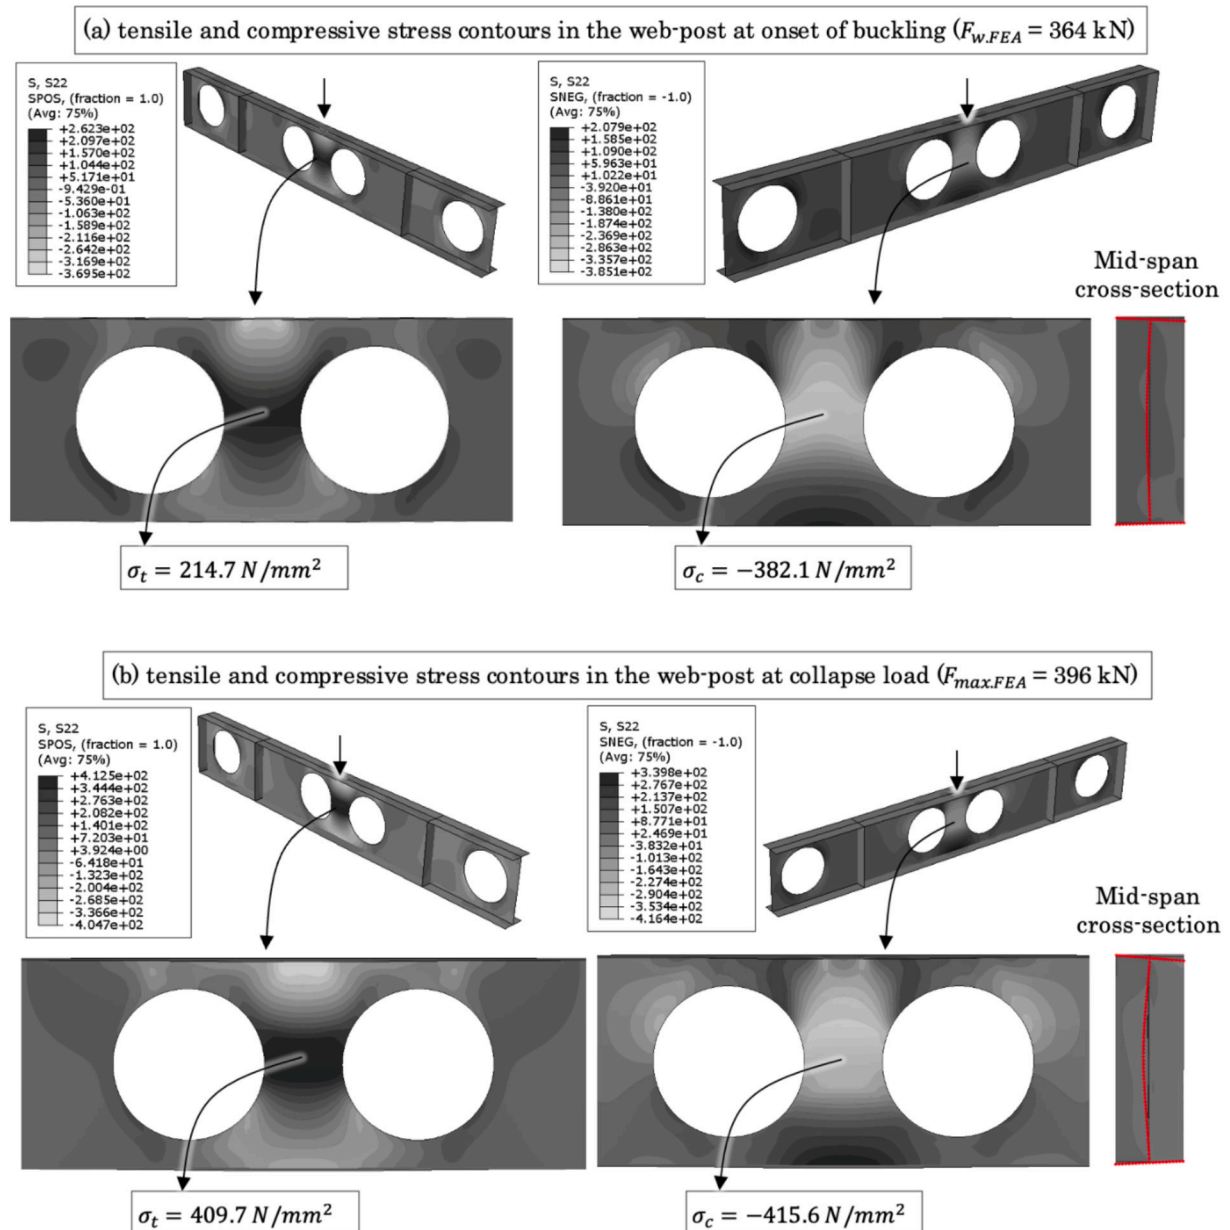 (a) tensile and compressive stress contours in the web-post at onset of buckling (F_w.FEA = 364 kN)
S, S22
SPOS, (fraction = 1.0)
(Avg: 75%)
+2.623e+02
+2.097e+02
+1.570e+02
+1.044e+02
+5.171e+01
-9.429e-01
-5.360e+01
-1.063e+02
-1.589e+02
-2.116e+02
-2.642e+02
-3.169e+02
-3.695e+02
S, S22
SNEG, (fraction = -1.0)
(Avg: 75%)
+2.079e+02
+1.585e+02
+1.090e+02
+5.963e+01
+1.022e+01
-3.920e+01
-8.861e+01
-1.380e+02
-1.874e+02
-2.369e+02
-2.863e+02
-3.357e+02
-3.851e+02
Mid-span
cross-section
σt = 214.7 N/mm²
σc = −382.1 N/mm²
(b) tensile and compressive stress contours in the web-post at collapse load (F_max.FEA = 396 kN)
S, S22
SPOS, (fraction = 1.0)
(Avg: 75%)
+4.125e+02
+3.444e+02
+2.763e+02
+2.082e+02
+1.401e+02
+7.203e+01
+3.924e+00
-6.418e+01
-1.323e+02
-2.004e+02
-2.685e+02
-3.366e+02
-4.047e+02
S, S22
SNEG, (fraction = -1.0)
(Avg: 75%)
+3.398e+02
+2.767e+02
+2.137e+02
+1.507e+02
+8.771e+01
+2.469e+01
-3.832e+01
-1.013e+02
-1.643e+02
-2.274e+02
-2.904e+02
-3.534e+02
-4.164e+02
Mid-span
cross-section
σt = 409.7 N/mm²
σc = −415.6 N/mm²